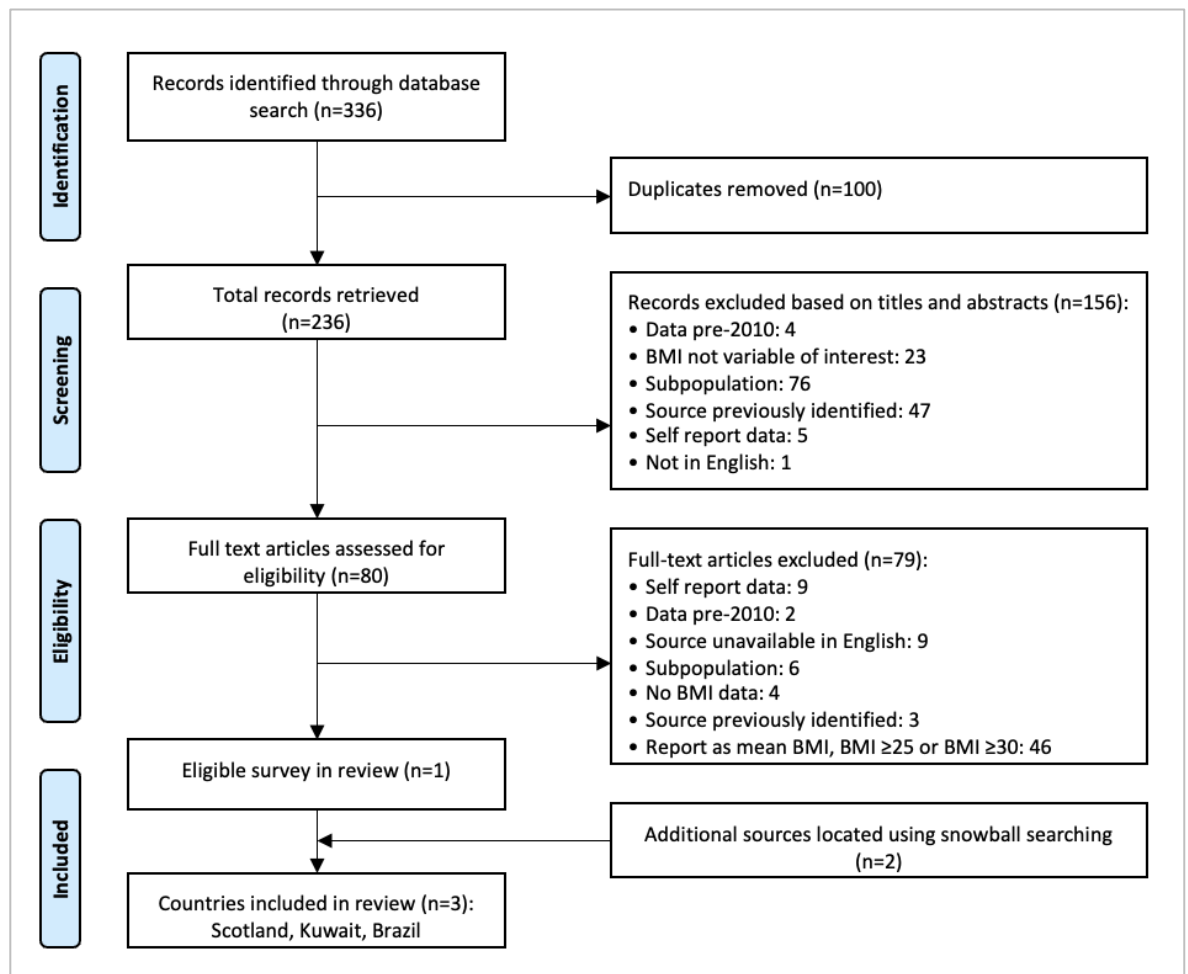 Identification
Records identified through database
search (n=336)
Duplicates removed (n=100)
Screening
Total records retrieved
(n=236)
Records excluded based on titles and abstracts (n=156):
• Data pre-2010: 4
• BMI not variable of interest: 23
• Subpopulation: 76
• Source previously identified: 47
• Self report data: 5
• Not in English: 1
Eligibility
Full text articles assessed for
eligibility (n=80)
Full-text articles excluded (n=79):
• Self report data: 9
• Data pre-2010: 2
• Source unavailable in English: 9
• Subpopulation: 6
• No BMI data: 4
• Source previously identified: 3
• Report as mean BMI, BMI ≥25 or BMI ≥30: 46
Included
Eligible survey in review (n=1)
Additional sources located using snowball searching
(n=2)
Countries included in review (n=3):
Scotland, Kuwait, Brazil